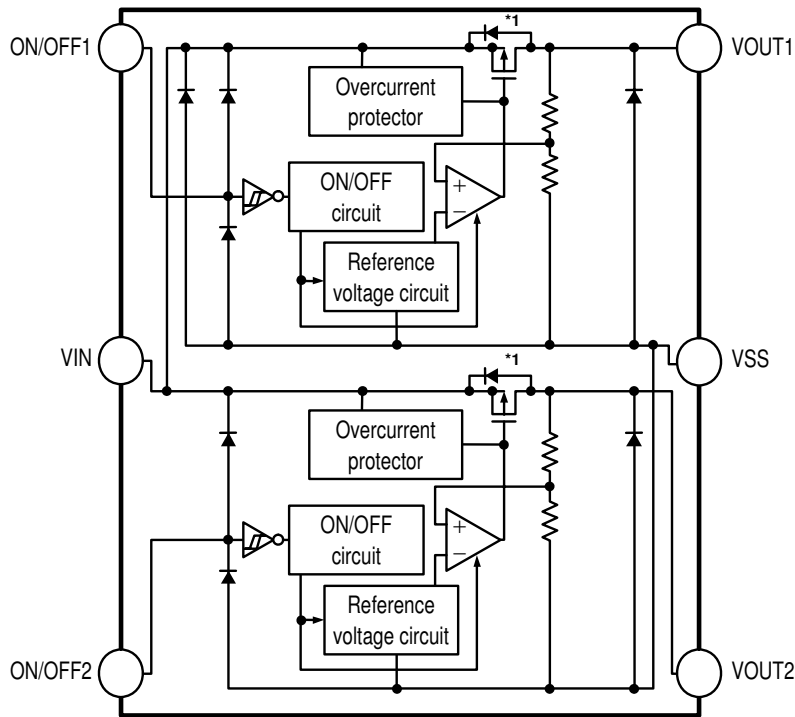 ON/OFF1
*1
VOUT1
Overcurrent
protector
ON/OFF
circuit
+
−
Reference
voltage circuit
VIN
*1
VSS
Overcurrent
protector
ON/OFF
circuit
+
−
Reference
voltage circuit
ON/OFF2
VOUT2